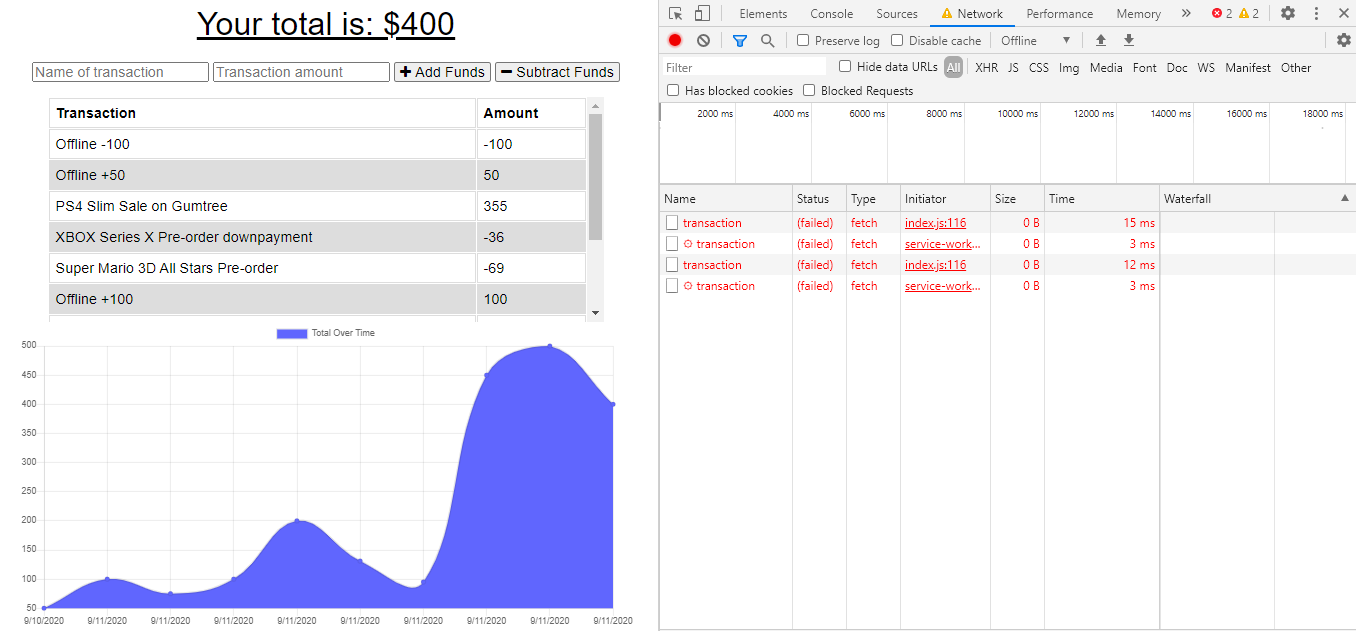 Your total is: $400
Name of transaction Transaction amount Add Funds Subtract Funds
Transaction Amount
Offline -100 -100
Offline +50 50
PS4 Slim Sale on Gumtree 355
XBOX Series X Pre-order downpayment -36
Super Mario 3D All Stars Pre-order -69
Offline +100 100
Total Over Time
500
450
400
350
300
250
200
150
100
50
9/10/2020 9/11/2020 9/11/2020 9/11/2020 9/11/2020 9/11/2020 9/11/2020 9/11/2020 9/11/2020 9/11/2020
Elements Console Sources Network Performance Memory 2 2
Preserve log Disable cache Offline
Filter Hide data URLs All XHR JS CSS Img Media Font Doc WS Manifest Other
Has blocked cookies Blocked Requests
2000 ms 4000 ms 6000 ms 8000 ms 10000 ms 12000 ms 14000 ms 16000 ms 18000 ms
Name Status Type Initiator Size Time Waterfall
transaction (failed) fetch index.js:116 0 B 15 ms
transaction (failed) fetch service-work... 0 B 3 ms
transaction (failed) fetch index.js:116 0 B 12 ms
transaction (failed) fetch service-work... 0 B 3 ms